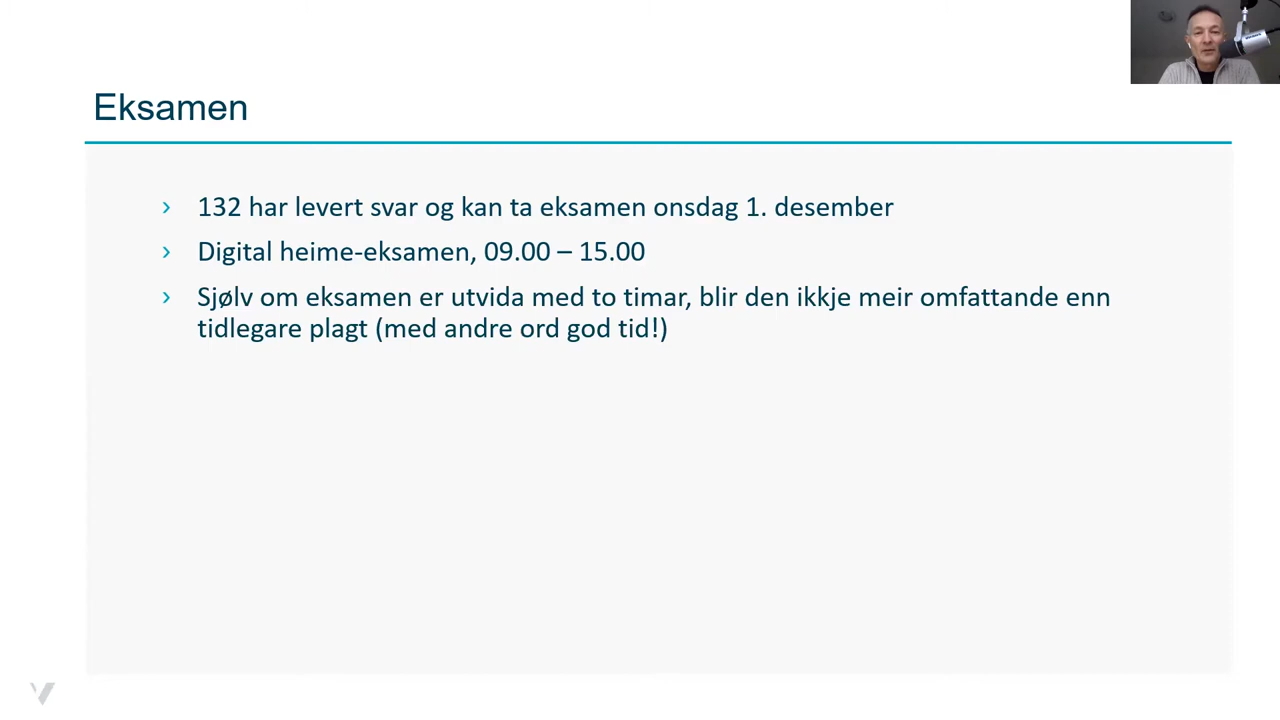 Eksamen
› 132 har levert svar og kan ta eksamen onsdag 1. desember
› Digital heime-eksamen, 09.00 – 15.00
› Sjølv om eksamen er utvida med to timar, blir den ikkje meir omfattande enn
tidlegare plagt (med andre ord god tid!)